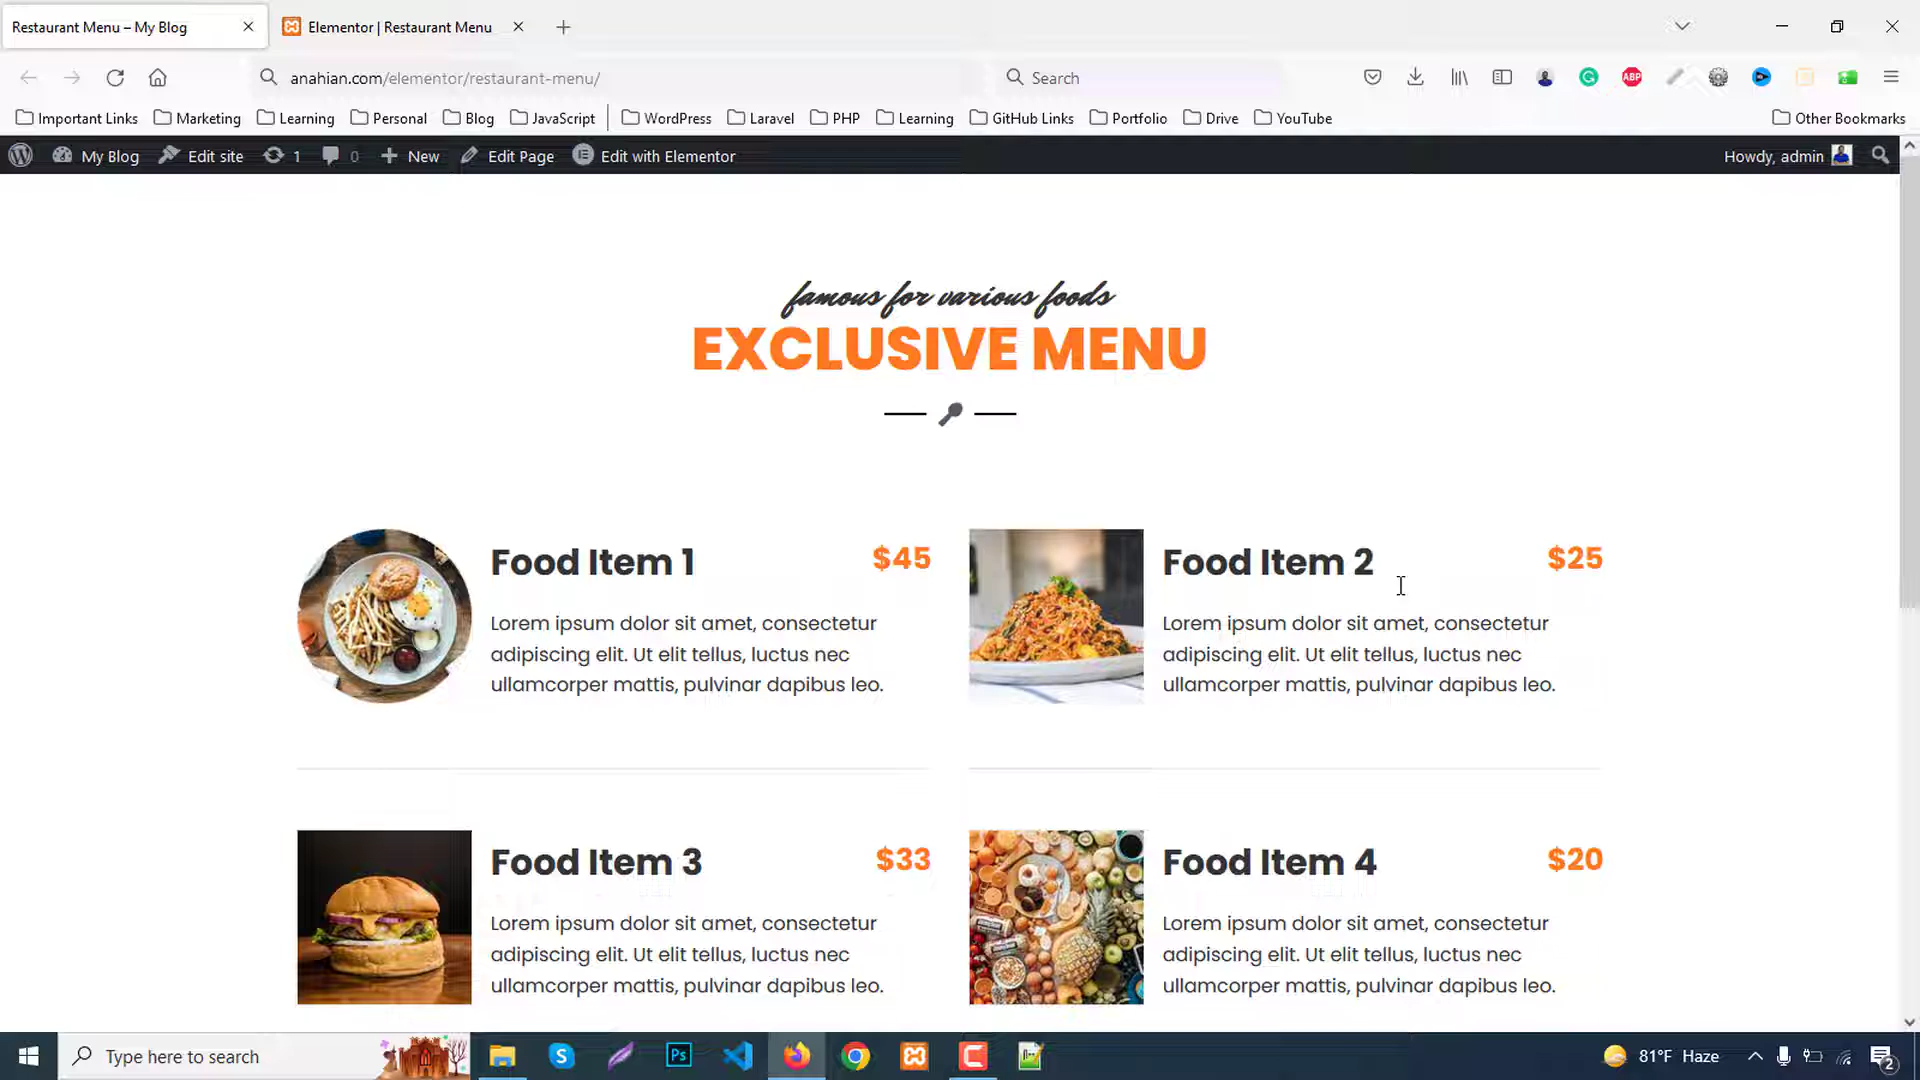 Restaurant Menu – My Blog
Elementor | Restaurant Menu
anahian.com/elementor/restaurant-menu/
Search
ABP
Important Links
Marketing
Learning
Personal
Blog
JavaScript
WordPress
Laravel
PHP
Learning
GitHub Links
Portfolio
Drive
YouTube
Other Bookmarks
My Blog
Edit site
1
0
New
Edit Page
Edit with Elementor
Howdy, admin
famous for various foods
EXCLUSIVE MENU
Food Item 1
$45
Lorem ipsum dolor sit amet, consectetur
adipiscing elit. Ut elit tellus, luctus nec
ullamcorper mattis, pulvinar dapibus leo.
Food Item 2
$25
Lorem ipsum dolor sit amet, consectetur
adipiscing elit. Ut elit tellus, luctus nec
ullamcorper mattis, pulvinar dapibus leo.
Food Item 3
$33
Lorem ipsum dolor sit amet, consectetur
adipiscing elit. Ut elit tellus, luctus nec
ullamcorper mattis, pulvinar dapibus leo.
Food Item 4
$20
Lorem ipsum dolor sit amet, consectetur
adipiscing elit. Ut elit tellus, luctus nec
ullamcorper mattis, pulvinar dapibus leo.
Type here to search
Ps
81°F Haze
2